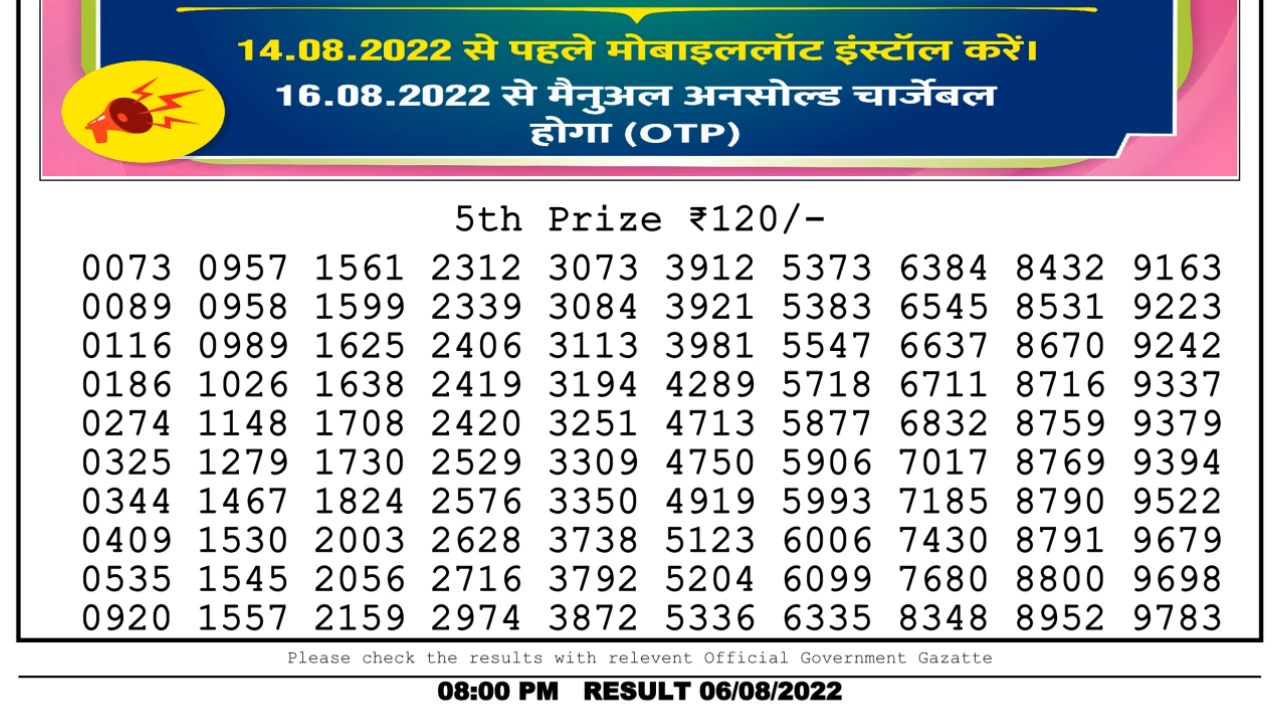 14.08.2022 से पहले मोबाइललॉट इंस्टॉल करें।
16.08.2022 से मैनुअल अनसोल्ड चार्जेबल
होगा (OTP)
5th Prize ₹120/-
0073 0957 1561 2312 3073 3912 5373 6384 8432 9163
0089 0958 1599 2339 3084 3921 5383 6545 8531 9223
0116 0989 1625 2406 3113 3981 5547 6637 8670 9242
0186 1026 1638 2419 3194 4289 5718 6711 8716 9337
0274 1148 1708 2420 3251 4713 5877 6832 8759 9379
0325 1279 1730 2529 3309 4750 5906 7017 8769 9394
0344 1467 1824 2576 3350 4919 5993 7185 8790 9522
0409 1530 2003 2628 3738 5123 6006 7430 8791 9679
0535 1545 2056 2716 3792 5204 6099 7680 8800 9698
0920 1557 2159 2974 3872 5336 6335 8348 8952 9783
Please check the results with relevent Official Government Gazatte
08:00 PM RESULT 06/08/2022